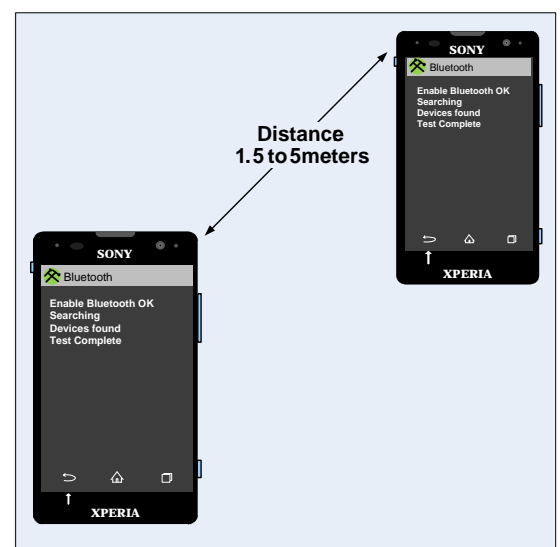 SONY
Bluetooth
Enable Bluetooth OK
Searching
Devices found
Test Complete
XPERIA
Distance
1.5 to 5meters
SONY
Bluetooth
Enable Bluetooth OK
Searching
Devices found
Test Complete
XPERIA